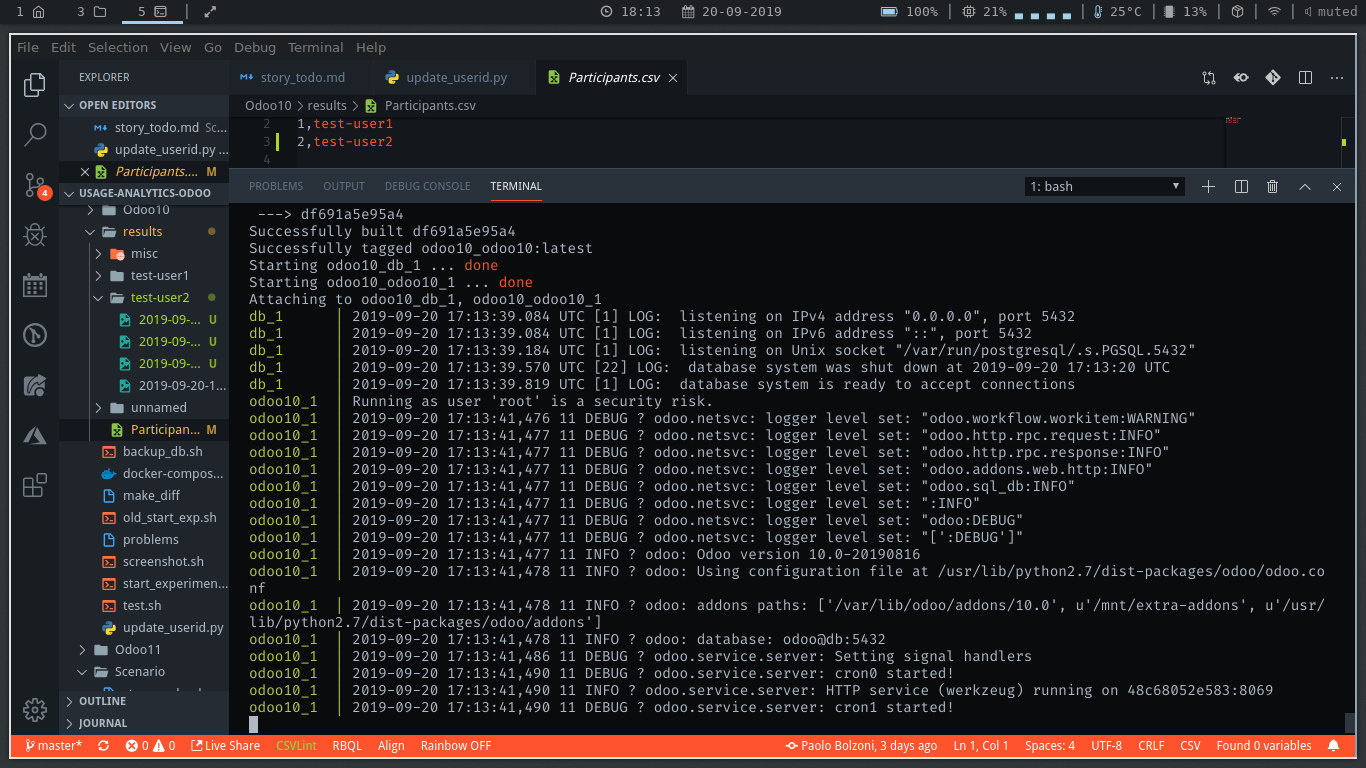 1 3 5 18:13 20-09-2019 100% 21% 25°C 13% muted
File Edit Selection View Go Debug Terminal Help
EXPLORER
story_todo.md update_userid.py Participants.csv
OPEN EDITORS
story_todo.md Sc...
update_userid.py ...
Participants.... M
USAGE-ANALYTICS-ODOO
Odoo10
results
misc
test-user1
test-user2
2019-09-... U
2019-09-... U
2019-09-... U
2019-09-20-1...
unnamed
Participan... M
backup_db.sh
docker-compos...
make_diff
old_start_exp.sh
problems
screenshot.sh
start_experimen...
test.sh
update_userid.py
Odoo11
Scenario
OUTLINE
JOURNAL
Odoo10 > results > Participants.csv
2 1,test-user1
3 2,test-user2
4
PROBLEMS OUTPUT DEBUG CONSOLE TERMINAL 1: bash
---> df691a5e95a4
Successfully built df691a5e95a4
Successfully tagged odoo10_odoo10:latest
Starting odoo10_db_1 ... done
Starting odoo10_odoo10_1 ... done
Attaching to odoo10_db_1, odoo10_odoo10_1
db_1 | 2019-09-20 17:13:39.084 UTC [1] LOG:  listening on IPv4 address "0.0.0.0", port 5432
db_1 | 2019-09-20 17:13:39.084 UTC [1] LOG:  listening on IPv6 address "::", port 5432
db_1 | 2019-09-20 17:13:39.184 UTC [1] LOG:  listening on Unix socket "/var/run/postgresql/.s.PGSQL.5432"
db_1 | 2019-09-20 17:13:39.570 UTC [22] LOG:  database system was shut down at 2019-09-20 17:13:20 UTC
db_1 | 2019-09-20 17:13:39.819 UTC [1] LOG:  database system is ready to accept connections
odoo10_1 | Running as user 'root' is a security risk.
odoo10_1 | 2019-09-20 17:13:41,476 11 DEBUG ? odoo.netsvc: logger level set: "odoo.workflow.workitem:WARNING"
odoo10_1 | 2019-09-20 17:13:41,477 11 DEBUG ? odoo.netsvc: logger level set: "odoo.http.rpc.request:INFO"
odoo10_1 | 2019-09-20 17:13:41,477 11 DEBUG ? odoo.netsvc: logger level set: "odoo.http.rpc.response:INFO"
odoo10_1 | 2019-09-20 17:13:41,477 11 DEBUG ? odoo.netsvc: logger level set: "odoo.addons.web.http:INFO"
odoo10_1 | 2019-09-20 17:13:41,477 11 DEBUG ? odoo.netsvc: logger level set: "odoo.sql_db:INFO"
odoo10_1 | 2019-09-20 17:13:41,477 11 DEBUG ? odoo.netsvc: logger level set: ":INFO"
odoo10_1 | 2019-09-20 17:13:41,477 11 DEBUG ? odoo.netsvc: logger level set: "odoo:DEBUG"
odoo10_1 | 2019-09-20 17:13:41,477 11 DEBUG ? odoo.netsvc: logger level set: "[':DEBUG']"
odoo10_1 | 2019-09-20 17:13:41,477 11 INFO ? odoo: Odoo version 10.0-20190816
odoo10_1 | 2019-09-20 17:13:41,478 11 INFO ? odoo: Using configuration file at /usr/lib/python2.7/dist-packages/odoo/odoo.co
nf
odoo10_1 | 2019-09-20 17:13:41,478 11 INFO ? odoo: addons paths: ['/var/lib/odoo/addons/10.0', u'/mnt/extra-addons', u'/usr/
lib/python2.7/dist-packages/odoo/addons']
odoo10_1 | 2019-09-20 17:13:41,478 11 INFO ? odoo: database: odoo@db:5432
odoo10_1 | 2019-09-20 17:13:41,486 11 DEBUG ? odoo.service.server: Setting signal handlers
odoo10_1 | 2019-09-20 17:13:41,490 11 DEBUG ? odoo.service.server: cron0 started!
odoo10_1 | 2019-09-20 17:13:41,490 11 INFO ? odoo.service.server: HTTP service (werkzeug) running on 48c68052e583:8069
odoo10_1 | 2019-09-20 17:13:41,490 11 DEBUG ? odoo.service.server: cron1 started!
4
master* 0 0 Live Share CSVLint RBQL Align Rainbow OFF Paolo Bolzoni, 3 days ago Ln 1, Col 1 Spaces: 4 UTF-8 CRLF CSV Found 0 variables